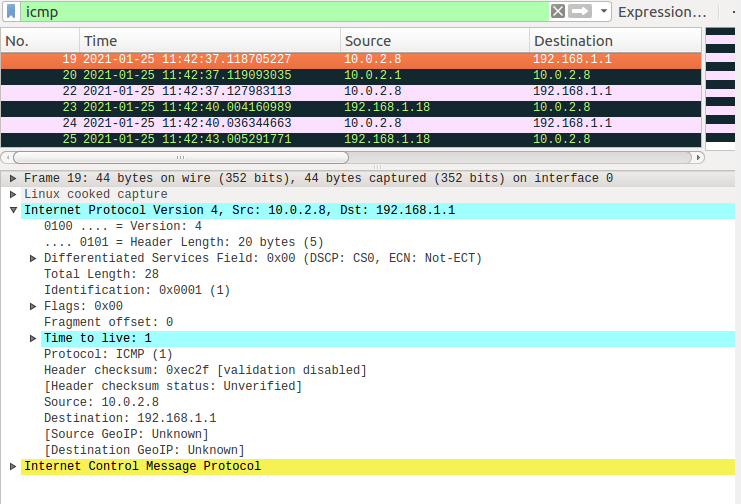 icmp Expression…
No. Time Source Destination
19 2021-01-25 11:42:37.118705227 10.0.2.8 192.168.1.1
20 2021-01-25 11:42:37.119093035 10.0.2.1 10.0.2.8
22 2021-01-25 11:42:37.127983113 10.0.2.8 192.168.1.1
23 2021-01-25 11:42:40.004160989 192.168.1.18 10.0.2.8
24 2021-01-25 11:42:40.036344663 10.0.2.8 192.168.1.1
25 2021-01-25 11:42:43.005291771 192.168.1.18 10.0.2.8
Frame 19: 44 bytes on wire (352 bits), 44 bytes captured (352 bits) on interface 0
Linux cooked capture
Internet Protocol Version 4, Src: 10.0.2.8, Dst: 192.168.1.1
0100 .... = Version: 4
.... 0101 = Header Length: 20 bytes (5)
Differentiated Services Field: 0x00 (DSCP: CS0, ECN: Not-ECT)
Total Length: 28
Identification: 0x0001 (1)
Flags: 0x00
Fragment offset: 0
Time to live: 1
Protocol: ICMP (1)
Header checksum: 0xec2f [validation disabled]
[Header checksum status: Unverified]
Source: 10.0.2.8
Destination: 192.168.1.1
[Source GeoIP: Unknown]
[Destination GeoIP: Unknown]
Internet Control Message Protocol